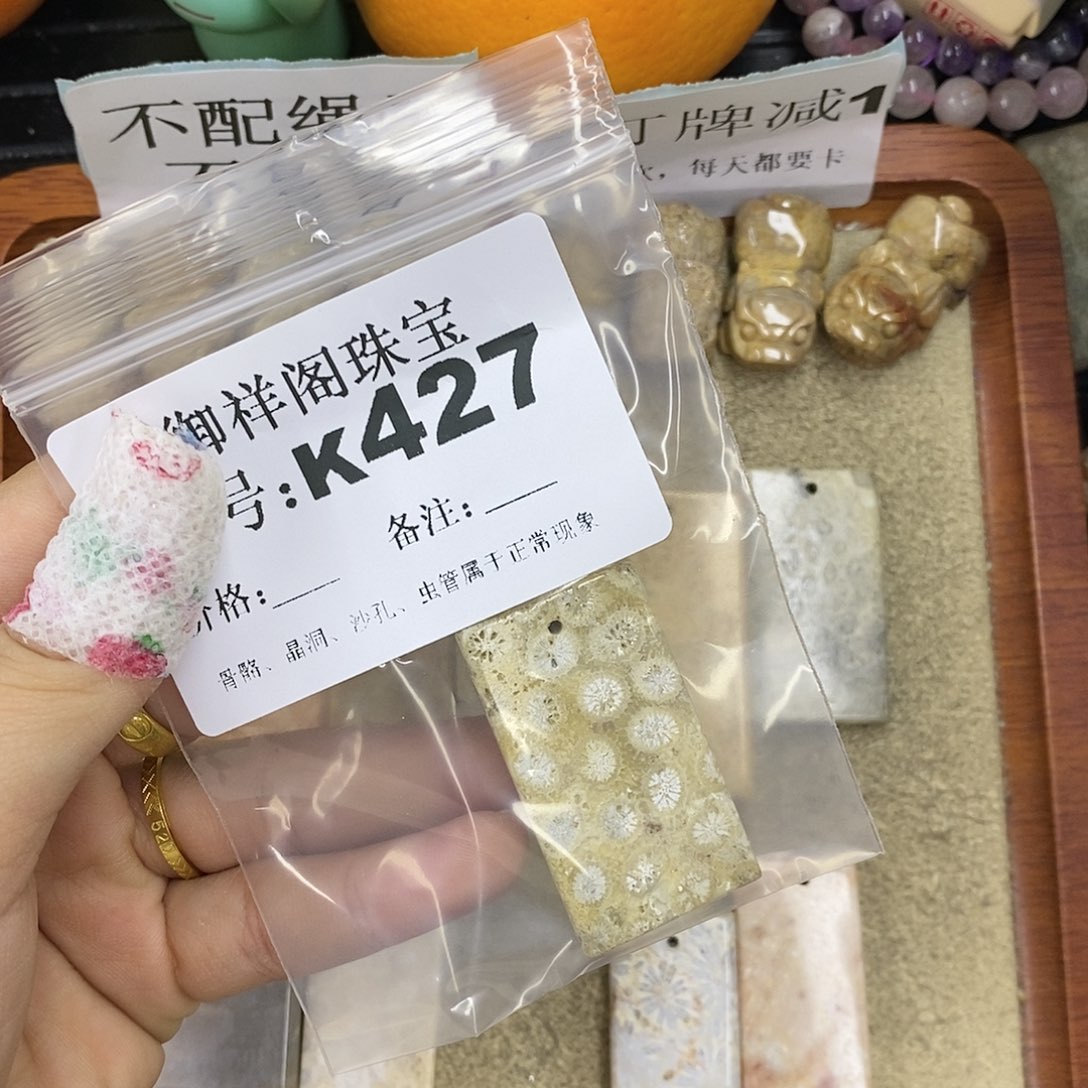 不配绳
丁牌减1
每天都要卡
御祥阁珠宝
号:K427
备注:
价格:
骨骼、晶洞、沙孔、虫管属于正常现象